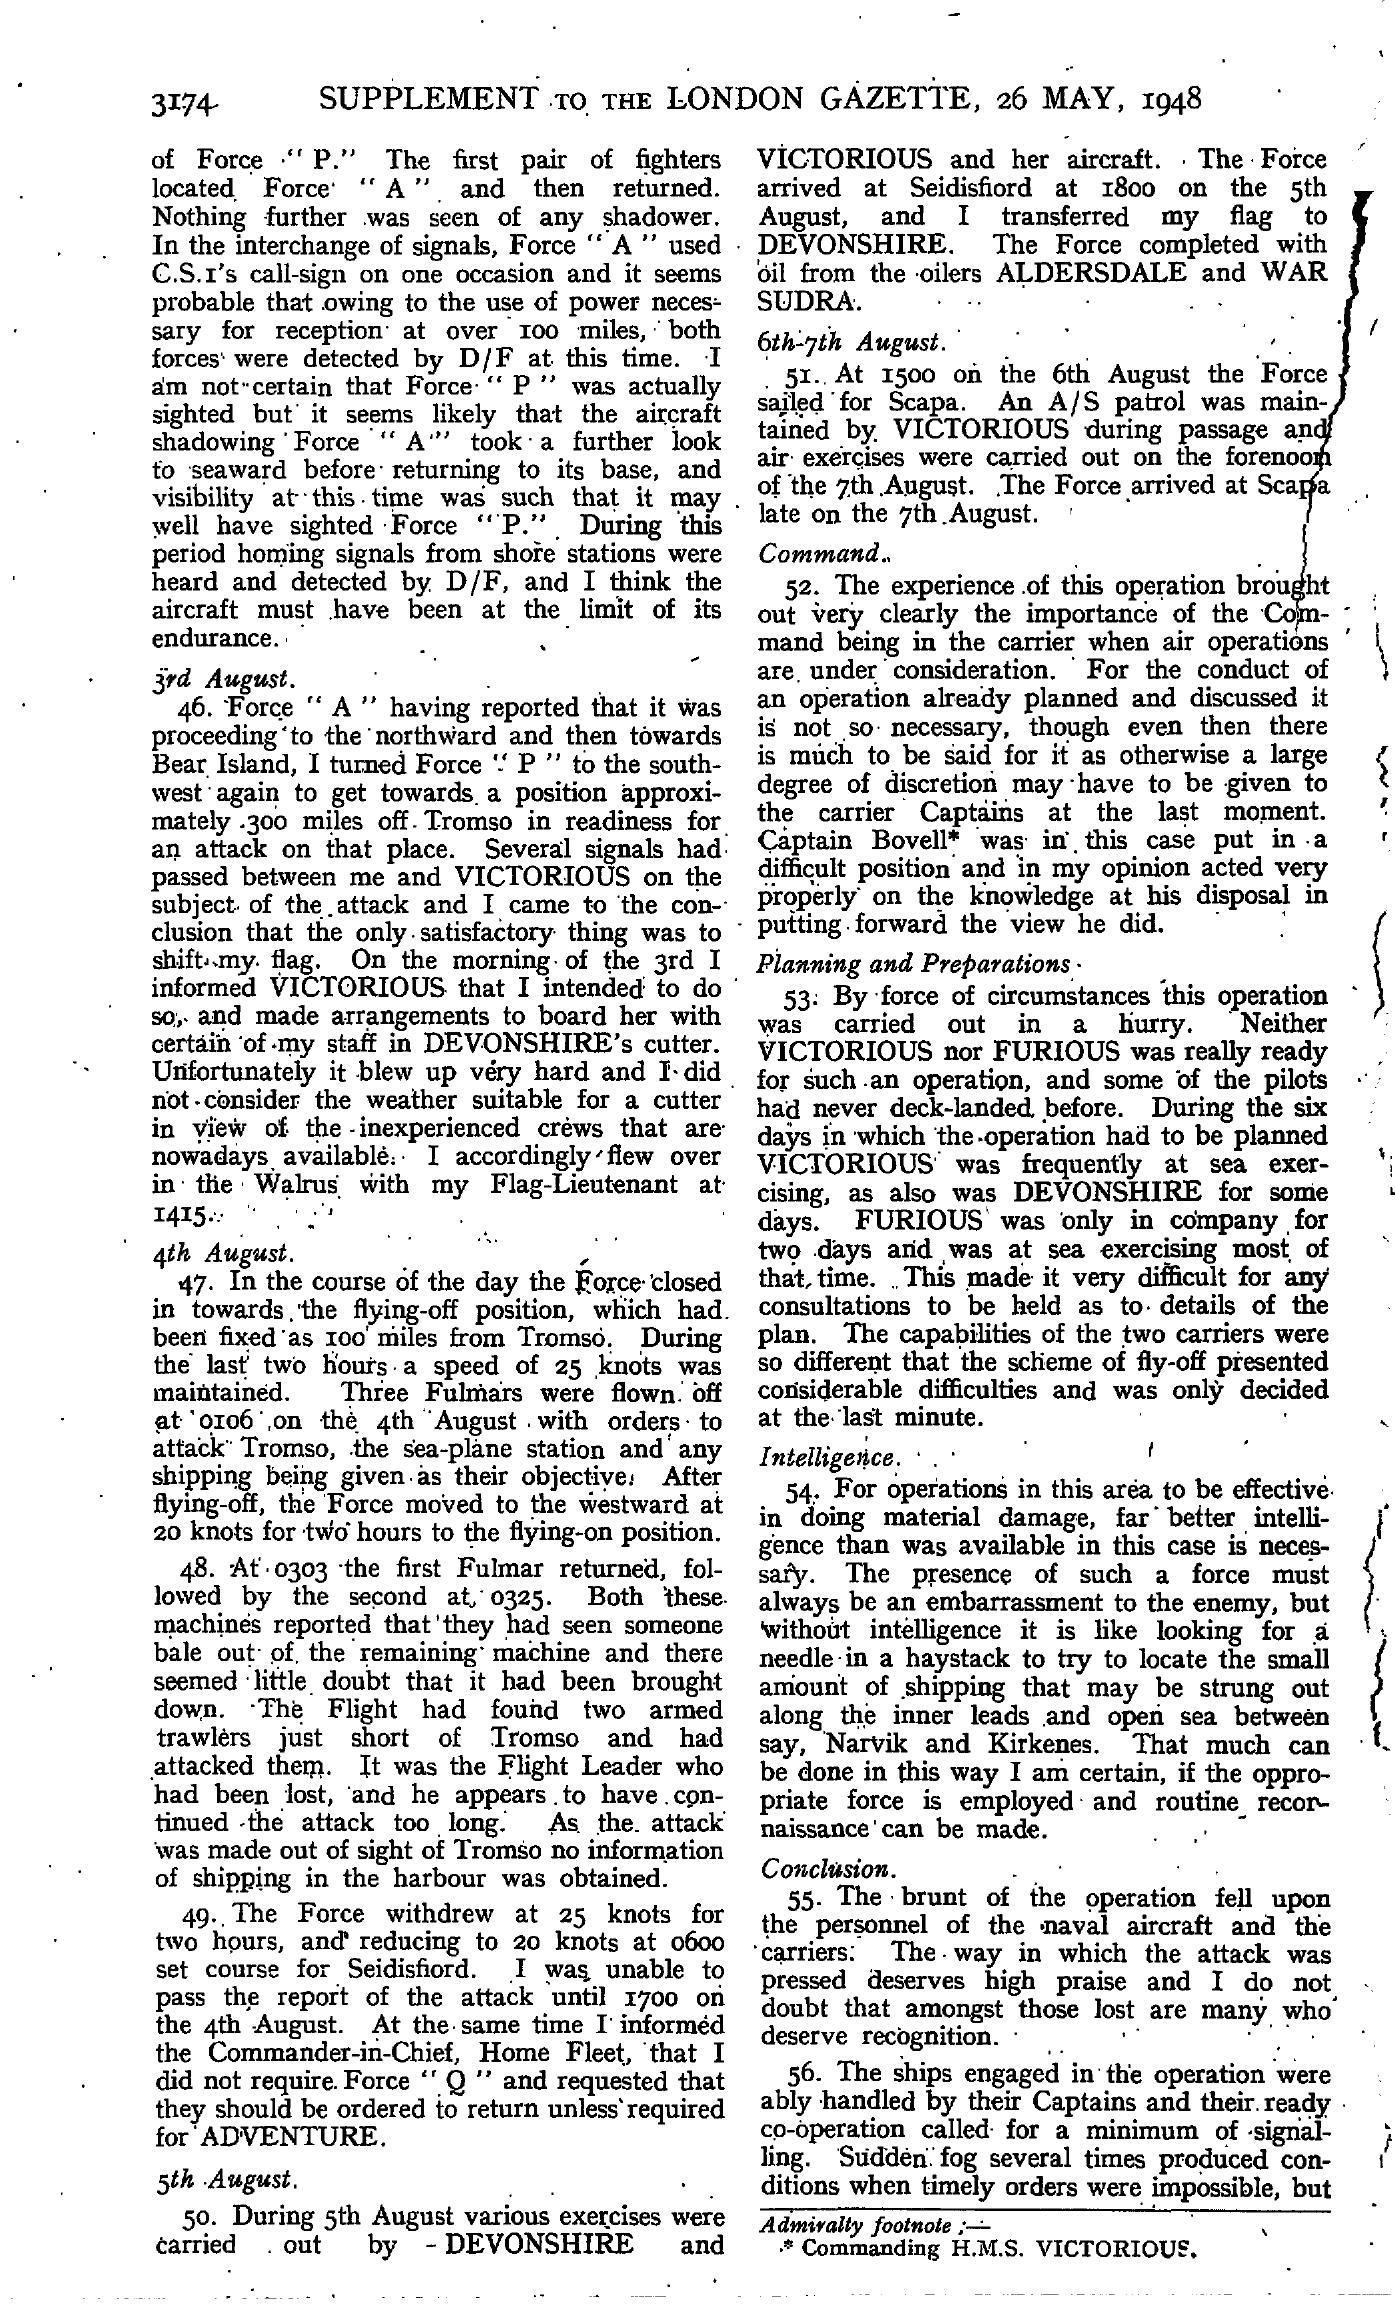 3174 SUPPLEMENT TO THE LONDON GAZETTE, 26 MAY, 1948
of Force " P." The first pair of fighters
located Force " A " and then returned.
Nothing further was seen of any shadower.
In the interchange of signals, Force " A " used
C.S.1's call-sign on one occasion and it seems
probable that owing to the use of power neces-
sary for reception at over 100 miles, both
forces were detected by D/F at this time. I
am not certain that Force " P " was actually
sighted but it seems likely that the aircraft
shadowing Force " A " took a further look
to seaward before returning to its base, and
visibility at this time was such that it may
well have sighted Force " P." During this
period homing signals from shore stations were
heard and detected by D/F, and I think the
aircraft must have been at the limit of its
endurance.
3rd August.
46. Force " A " having reported that it was
proceeding to the northward and then towards
Bear Island, I turned Force " P " to the south-
west again to get towards a position approxi-
mately 300 miles off Tromso in readiness for
an attack on that place. Several signals had
passed between me and VICTORIOUS on the
subject of the attack and I came to the con-
clusion that the only satisfactory thing was to
shift my flag. On the morning of the 3rd I
informed VICTORIOUS that I intended to do
so, and made arrangements to board her with
certain of my staff in DEVONSHIRE's cutter.
Unfortunately it blew up very hard and I did
not consider the weather suitable for a cutter
in view of the inexperienced crews that are
nowadays available. I accordingly flew over
in the Walrus with my Flag-Lieutenant at
1415.
4th August.
47. In the course of the day the Force closed
in towards the flying-off position, which had
been fixed as 100 miles from Tromso. During
the last two hours a speed of 25 knots was
maintained. Three Fulmars were flown off
at 0106 on the 4th August with orders to
attack Tromso, the sea-plane station and any
shipping being given as their objective. After
flying-off, the Force moved to the westward at
20 knots for two hours to the flying-on position.
48. At 0303 the first Fulmar returned, fol-
lowed by the second at 0325. Both these
machines reported that they had seen someone
bale out of the remaining machine and there
seemed little doubt that it had been brought
down. The Flight had found two armed
trawlers just short of Tromso and had
attacked them. It was the Flight Leader who
had been lost, and he appears to have con-
tinued the attack too long. As the attack
was made out of sight of Tromso no information
of shipping in the harbour was obtained.
49. The Force withdrew at 25 knots for
two hours, and reducing to 20 knots at 0600
set course for Seidisfiord. I was unable to
pass the report of the attack until 1700 on
the 4th August. At the same time I informed
the Commander-in-Chief, Home Fleet, that I
did not require Force " Q " and requested that
they should be ordered to return unless required
for ADVENTURE.
5th August.
50. During 5th August various exercises were
carried out by DEVONSHIRE and
VICTORIOUS and her aircraft. The Force
arrived at Seidisfiord at 1800 on the 5th
August, and I transferred my flag to
DEVONSHIRE. The Force completed with
oil from the oilers ALDERSDALE and WAR
SUDRA.
6th-7th August.
51. At 1500 on the 6th August the Force
sailed for Scapa. An A/S patrol was main-
tained by VICTORIOUS during passage and
air exercises were carried out on the forenoon
of the 7th August. The Force arrived at Scapa
late on the 7th August.
Command.
52. The experience of this operation brought
out very clearly the importance of the Com-
mand being in the carrier when air operations
are under consideration. For the conduct of
an operation already planned and discussed it
is not so necessary, though even then there
is much to be said for it as otherwise a large
degree of discretion may have to be given to
the carrier Captains at the last moment.
Captain Bovell* was in this case put in a
difficult position and in my opinion acted very
properly on the knowledge at his disposal in
putting forward the view he did.
Planning and Preparations
53. By force of circumstances this operation
was carried out in a hurry. Neither
VICTORIOUS nor FURIOUS was really ready
for such an operation, and some of the pilots
had never deck-landed before. During the six
days in which the operation had to be planned
VICTORIOUS was frequently at sea exer-
cising, as also was DEVONSHIRE for some
days. FURIOUS was only in company for
two days and was at sea exercising most of
that time. This made it very difficult for any
consultations to be held as to details of the
plan. The capabilities of the two carriers were
so different that the scheme of fly-off presented
considerable difficulties and was only decided
at the last minute.
Intelligence.
54. For operations in this area to be effective
in doing material damage, far better intelli-
gence than was available in this case is neces-
sary. The presence of such a force must
always be an embarrassment to the enemy, but
without intelligence it is like looking for a
needle in a haystack to try to locate the small
amount of shipping that may be strung out
along the inner leads and open sea between
say, Narvik and Kirkenes. That much can
be done in this way I am certain, if the oppro-
priate force is employed and routine recon-
naissance can be made.
Conclusion.
55. The brunt of the operation fell upon
the personnel of the naval aircraft and the
carriers. The way in which the attack was
pressed deserves high praise and I do not
doubt that amongst those lost are many who
deserve recognition.
56. The ships engaged in the operation were
ably handled by their Captains and their ready
co-operation called for a minimum of signal-
ling. Sudden fog several times produced con-
ditions when timely orders were impossible, but
Admiralty footnote :—
* Commanding H.M.S. VICTORIOUS.